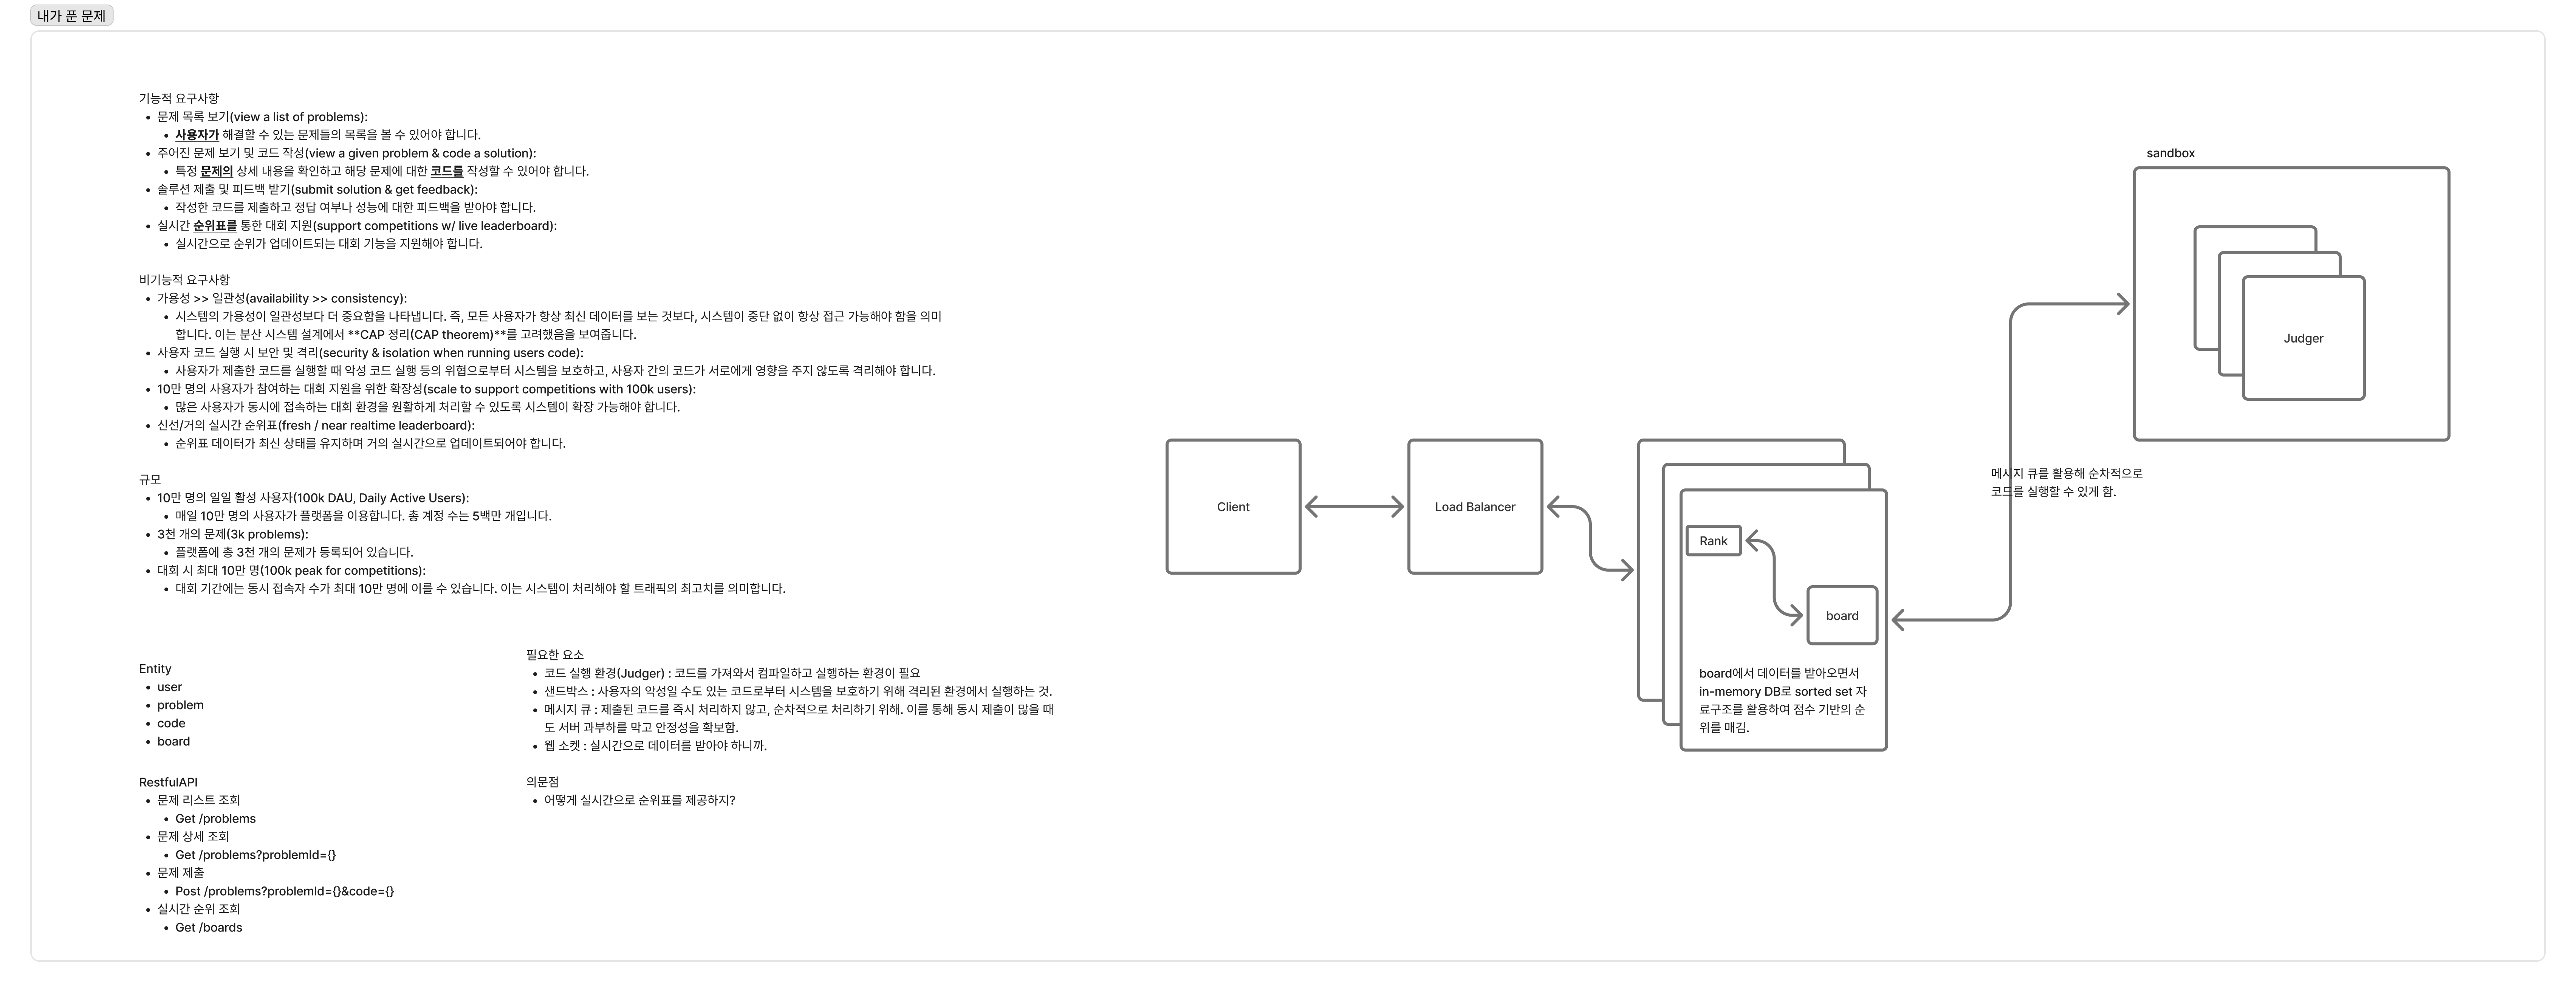 내가 푼 문제
기능적 요구사항
문제 목록 보기(view a list of problems):
사용자가 해결할 수 있는 문제들의 목록을 볼 수 있어야 합니다.
주어진 문제 보기 및 코드 작성(view a given problem & code a solution):
특정 문제의 상세 내용을 확인하고 해당 문제에 대한 코드를 작성할 수 있어야 합니다.
솔루션 제출 및 피드백 받기(submit solution & get feedback):
작성한 코드를 제출하고 정답 여부나 성능에 대한 피드백을 받아야 합니다.
실시간 순위표를 통한 대회 지원(support competitions w/ live leaderboard):
실시간으로 순위가 업데이트되는 대회 기능을 지원해야 합니다.
비기능적 요구사항
가용성 >> 일관성(availability >> consistency):
시스템의 가용성이 일관성보다 더 중요함을 나타냅니다. 즉, 모든 사용자가 항상 최신 데이터를 보는 것보다, 시스템이 중단 없이 항상 접근 가능해야 함을 의미
합니다. 이는 분산 시스템 설계에서 **CAP 정리(CAP theorem)**를 고려했음을 보여줍니다.
사용자 코드 실행 시 보안 및 격리(security & isolation when running users code):
사용자가 제출한 코드를 실행할 때 악성 코드 실행 등의 위협으로부터 시스템을 보호하고, 사용자 간의 코드가 서로에게 영향을 주지 않도록 격리해야 합니다.
10만 명의 사용자가 참여하는 대회 지원을 위한 확장성(scale to support competitions with 100k users):
많은 사용자가 동시에 접속하는 대회 환경을 원활하게 처리할 수 있도록 시스템이 확장 가능해야 합니다.
신선/거의 실시간 순위표(fresh / near realtime leaderboard):
순위표 데이터가 최신 상태를 유지하며 거의 실시간으로 업데이트되어야 합니다.
규모
10만 명의 일일 활성 사용자(100k DAU, Daily Active Users):
매일 10만 명의 사용자가 플랫폼을 이용합니다. 총 계정 수는 5백만 개입니다.
3천 개의 문제(3k problems):
플랫폼에 총 3천 개의 문제가 등록되어 있습니다.
대회 시 최대 10만 명(100k peak for competitions):
대회 기간에는 동시 접속자 수가 최대 10만 명에 이를 수 있습니다. 이는 시스템이 처리해야 할 트래픽의 최고치를 의미합니다.
Entity
user
problem
code
board
RestfulAPI
문제 리스트 조회
Get /problems
문제 상세 조회
Get /problems?problemId={}
문제 제출
Post /problems?problemId={}&code={}
실시간 순위 조회
Get /boards
필요한 요소
코드 실행 환경(Judger) : 코드를 가져와서 컴파일하고 실행하는 환경이 필요
샌드박스 : 사용자의 악성일 수도 있는 코드로부터 시스템을 보호하기 위해 격리된 환경에서 실행하는 것.
메시지 큐 : 제출된 코드를 즉시 처리하지 않고, 순차적으로 처리하기 위해. 이를 통해 동시 제출이 많을 때
도 서버 과부하를 막고 안정성을 확보함.
웹 소켓 : 실시간으로 데이터를 받아야 하니까.
의문점
어떻게 실시간으로 순위표를 제공하지?
Client
Load Balancer
Rank
board
board에서 데이터를 받아오면서
in-memory DB로 sorted set 자
료구조를 활용하여 점수 기반의 순
위를 매김.
메시지 큐를 활용해 순차적으로
코드를 실행할 수 있게 함.
sandbox
Judger